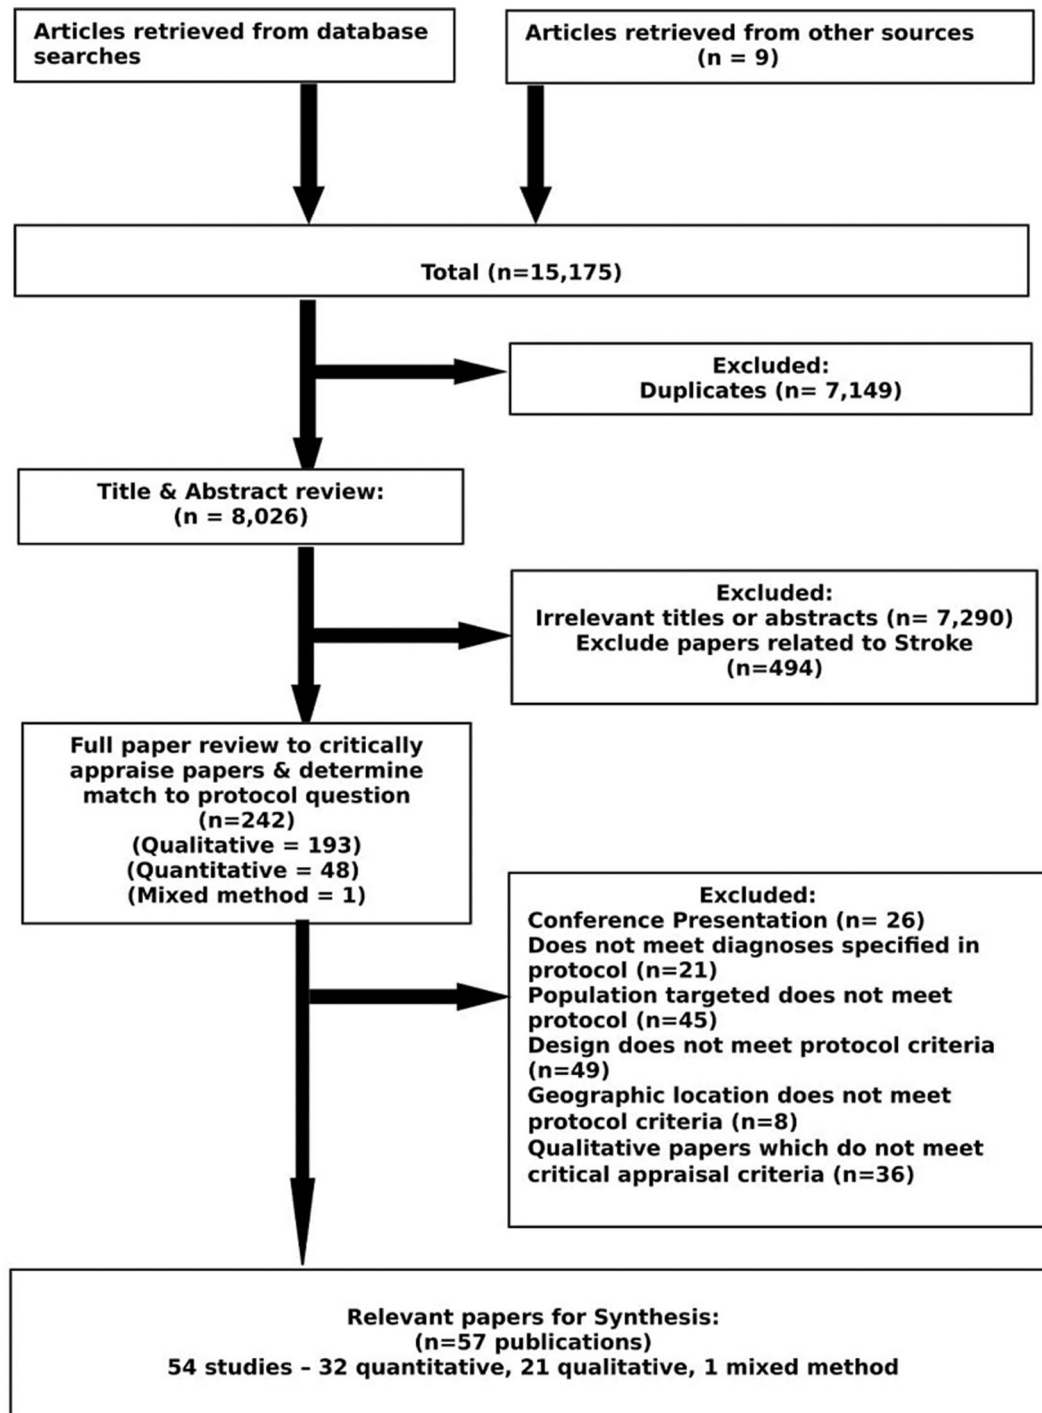 Articles retrieved from database
searches
Articles retrieved from other sources
(n = 9)
Total (n=15,175)
Excluded:
Duplicates (n= 7,149)
Title & Abstract review:
(n = 8,026)
Excluded:
Irrelevant titles or abstracts (n= 7,290)
Exclude papers related to Stroke
(n=494)
Full paper review to critically
appraise papers & determine
match to protocol question
(n=242)
(Qualitative = 193)
(Quantitative = 48)
(Mixed method = 1)
Excluded:
Conference Presentation (n= 26)
Does not meet diagnoses specified in
protocol (n=21)
Population targeted does not meet
protocol (n=45)
Design does not meet protocol criteria
(n=49)
Geographic location does not meet
protocol criteria (n=8)
Qualitative papers which do not meet
critical appraisal criteria (n=36)
Relevant papers for Synthesis:
(n=57 publications)
54 studies – 32 quantitative, 21 qualitative, 1 mixed method